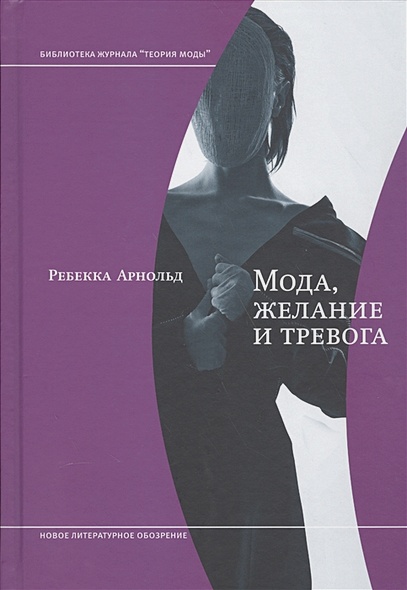 БИБЛИОТЕКА ЖУРНАЛА "ТЕОРИЯ МОДЫ"
РЕБЕККА АРНОЛЬД
МОДА,
ЖЕЛАНИЕ
И ТРЕВОГА
НОВОЕ ЛИТЕРАТУРНОЕ ОБОЗРЕНИЕ